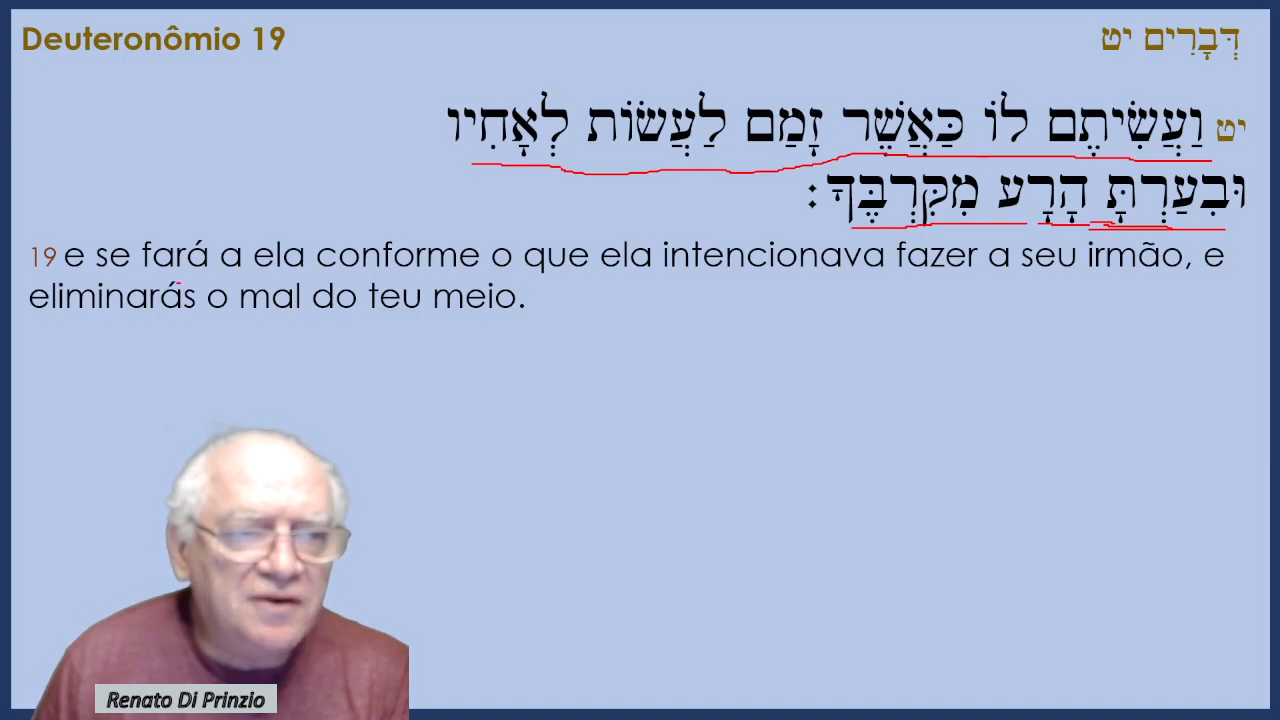 Deuteronômio 19
דְּבָרִים יט
יט וַעֲשִׂיתֶם לוֹ כַּאֲשֶׁר זָמַם לַעֲשׂוֹת לְאָחִיו
וּבִעַרְתָּ הָרָע מִקִּרְבֶּךָ׃
19 e se fará a ela conforme o que ela intencionava fazer a seu irmão, e
eliminarás o mal do teu meio.
Renato Di Prinzio